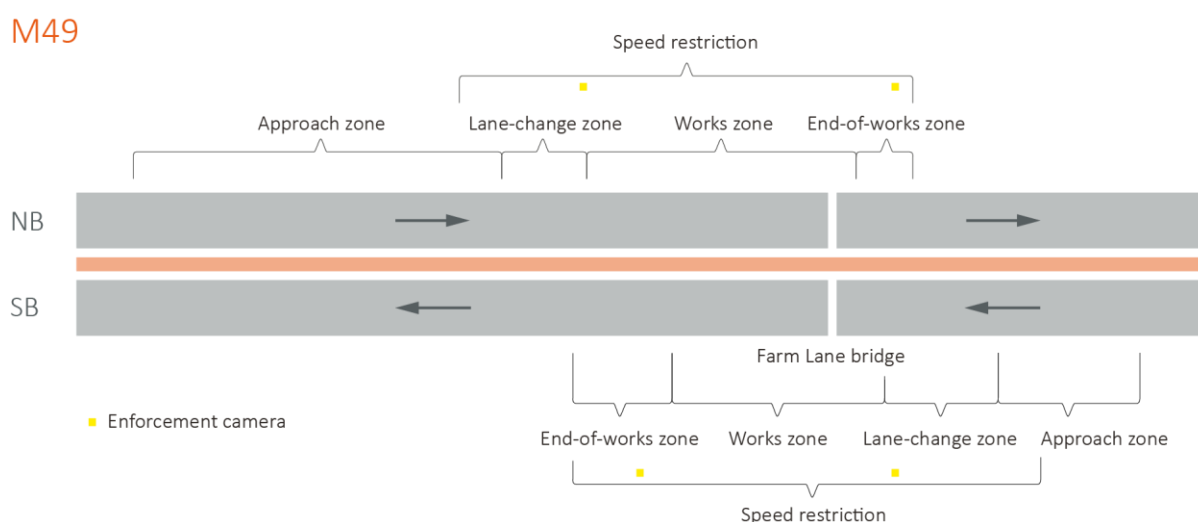 M49
Speed restriction
Approach zone
Lane-change zone
Works zone
End-of-works zone
NB
SB
Farm Lane bridge
Enforcement camera
End-of-works zone
Works zone
Lane-change zone
Approach zone
Speed restriction